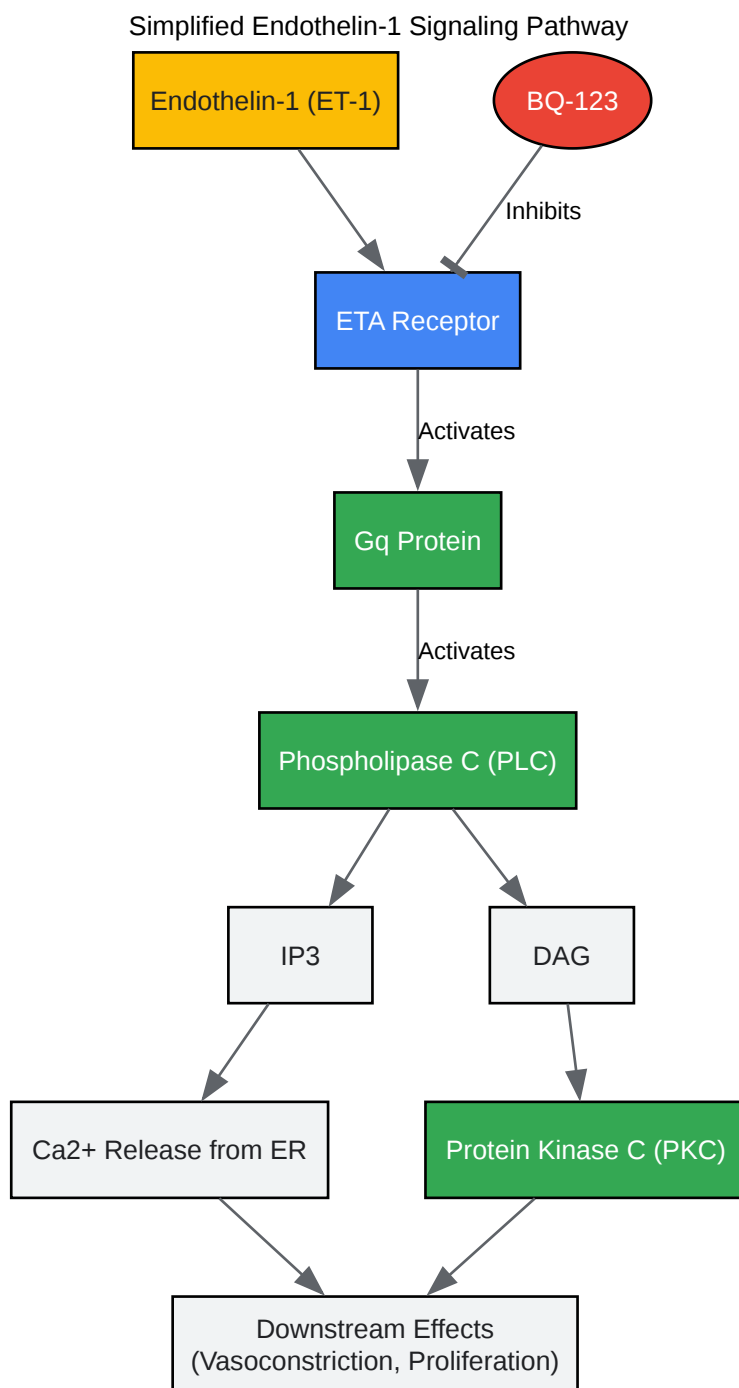 Simplified Endothelin-1 Signaling Pathway
Endothelin-1 (ET-1)
BQ-123
Inhibits
ETA Receptor
Activates
Gq Protein
Activates
Phospholipase C (PLC)
IP3
DAG
Ca2+ Release from ER
Protein Kinase C (PKC)
Downstream Effects
(Vasoconstriction, Proliferation)